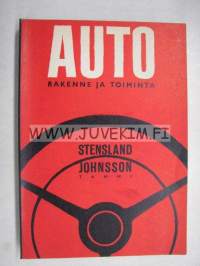 AUTO
RAKENNE JA TOIMINTA
WWW.JUVEKIM.FI
STENSLAND
JOHNSSON
TAMMI